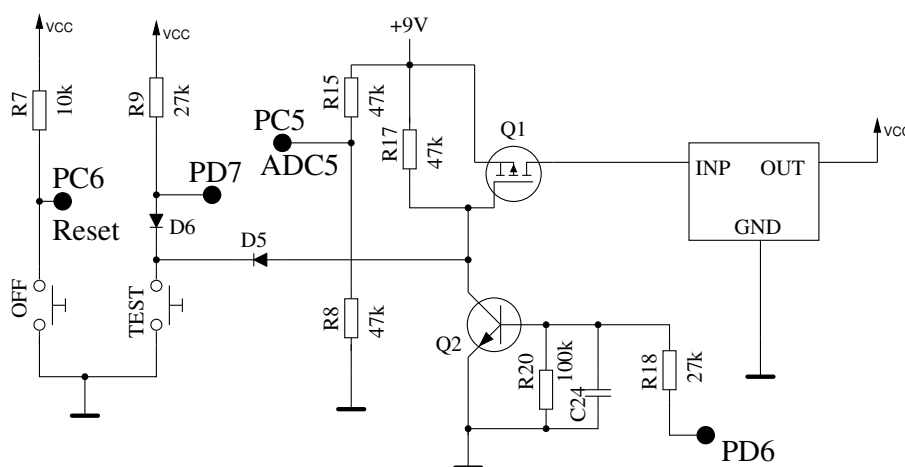 VCC
VCC
+9V
R7
10k
R9
27k
R15
47k
PC5
ADC5
R17
47k
Q1
VCC
INP
OUT
GND
PC6
Reset
PD7
D6
D5
OFF
TEST
R8
47k
Q2
R20
100k
C24
R18
27k
PD6